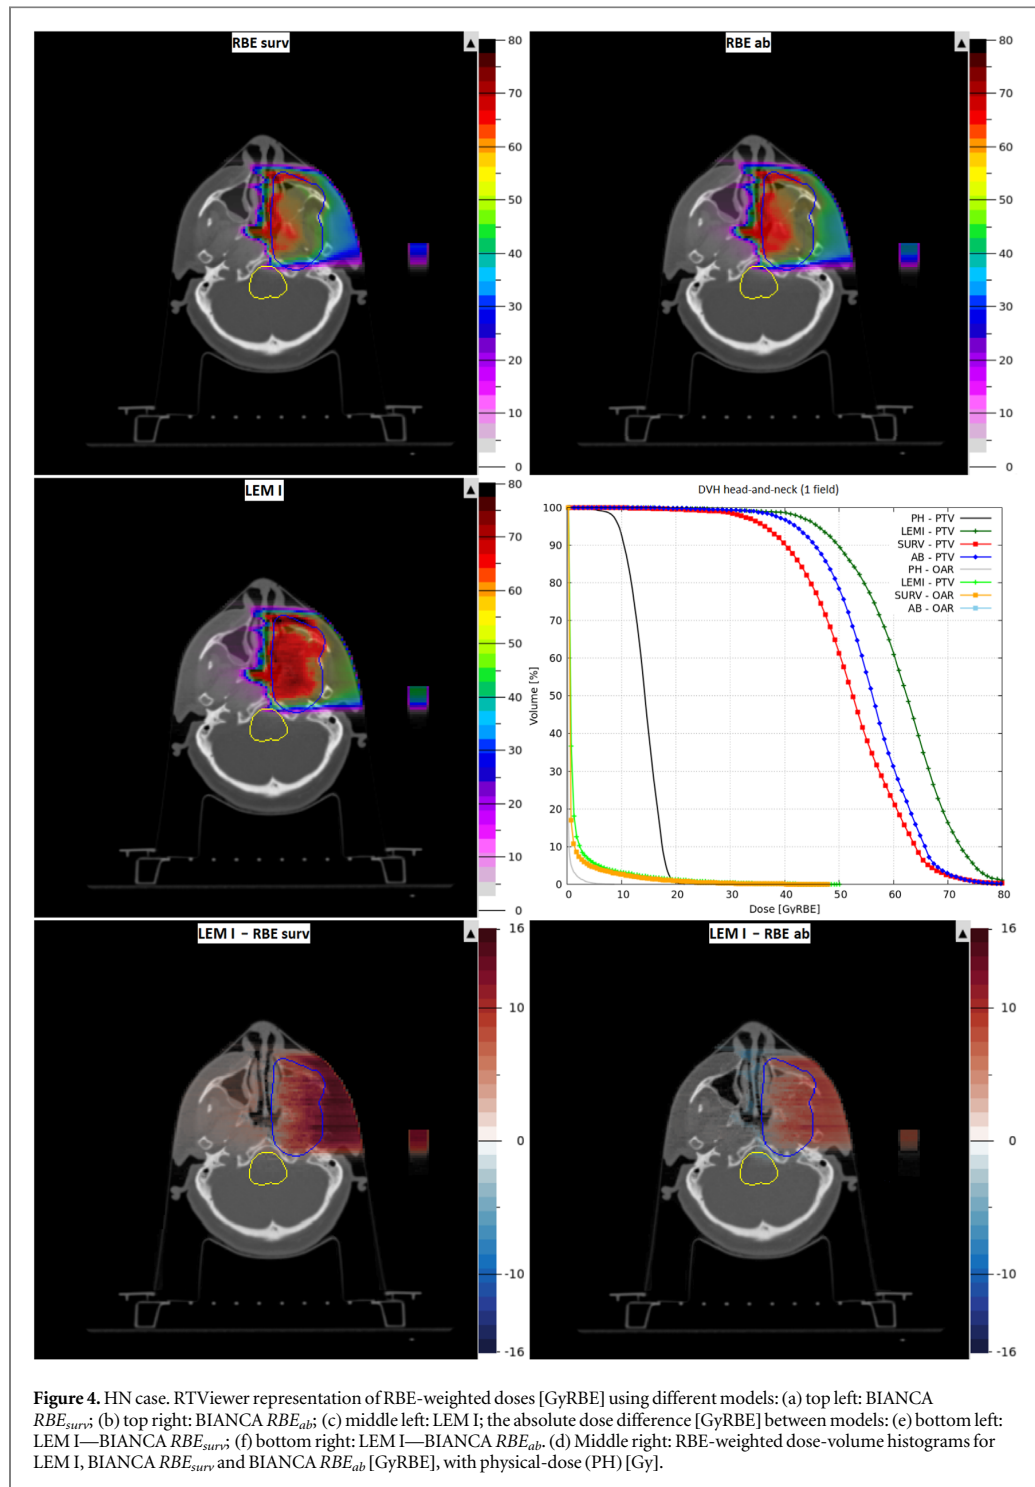 RBE surv
80
70
60
50
40
30
20
10
0
RBE ab
80
70
60
50
40
30
20
10
0
LEM I
80
70
60
50
40
30
20
10
0
DVH head-and-neck (1 field)
Volume [%]
100
90
80
70
60
50
40
30
20
10
0
PH - PTV
LEMI - PTV
SURV - PTV
AB - PTV
PH - OAR
LEMI - PTV
SURV - OAR
AB - OAR
0 10 20 30 40 50 60 70 80
Dose [GyRBE]
LEM I – RBE surv
16
10
0
-10
-16
LEM I – RBE ab
16
10
0
-10
-16
Figure 4. HN case. RTViewer representation of RBE-weighted doses [GyRBE] using different models: (a) top left: BIANCA
RBEsurv; (b) top right: BIANCA RBEab; (c) middle left: LEM I; the absolute dose difference [GyRBE] between models: (e) bottom left:
LEM I—BIANCA RBEsurv; (f) bottom right: LEM I—BIANCA RBEab. (d) Middle right: RBE-weighted dose-volume histograms for
LEM I, BIANCA RBEsurv and BIANCA RBEab [GyRBE], with physical-dose (PH) [Gy].